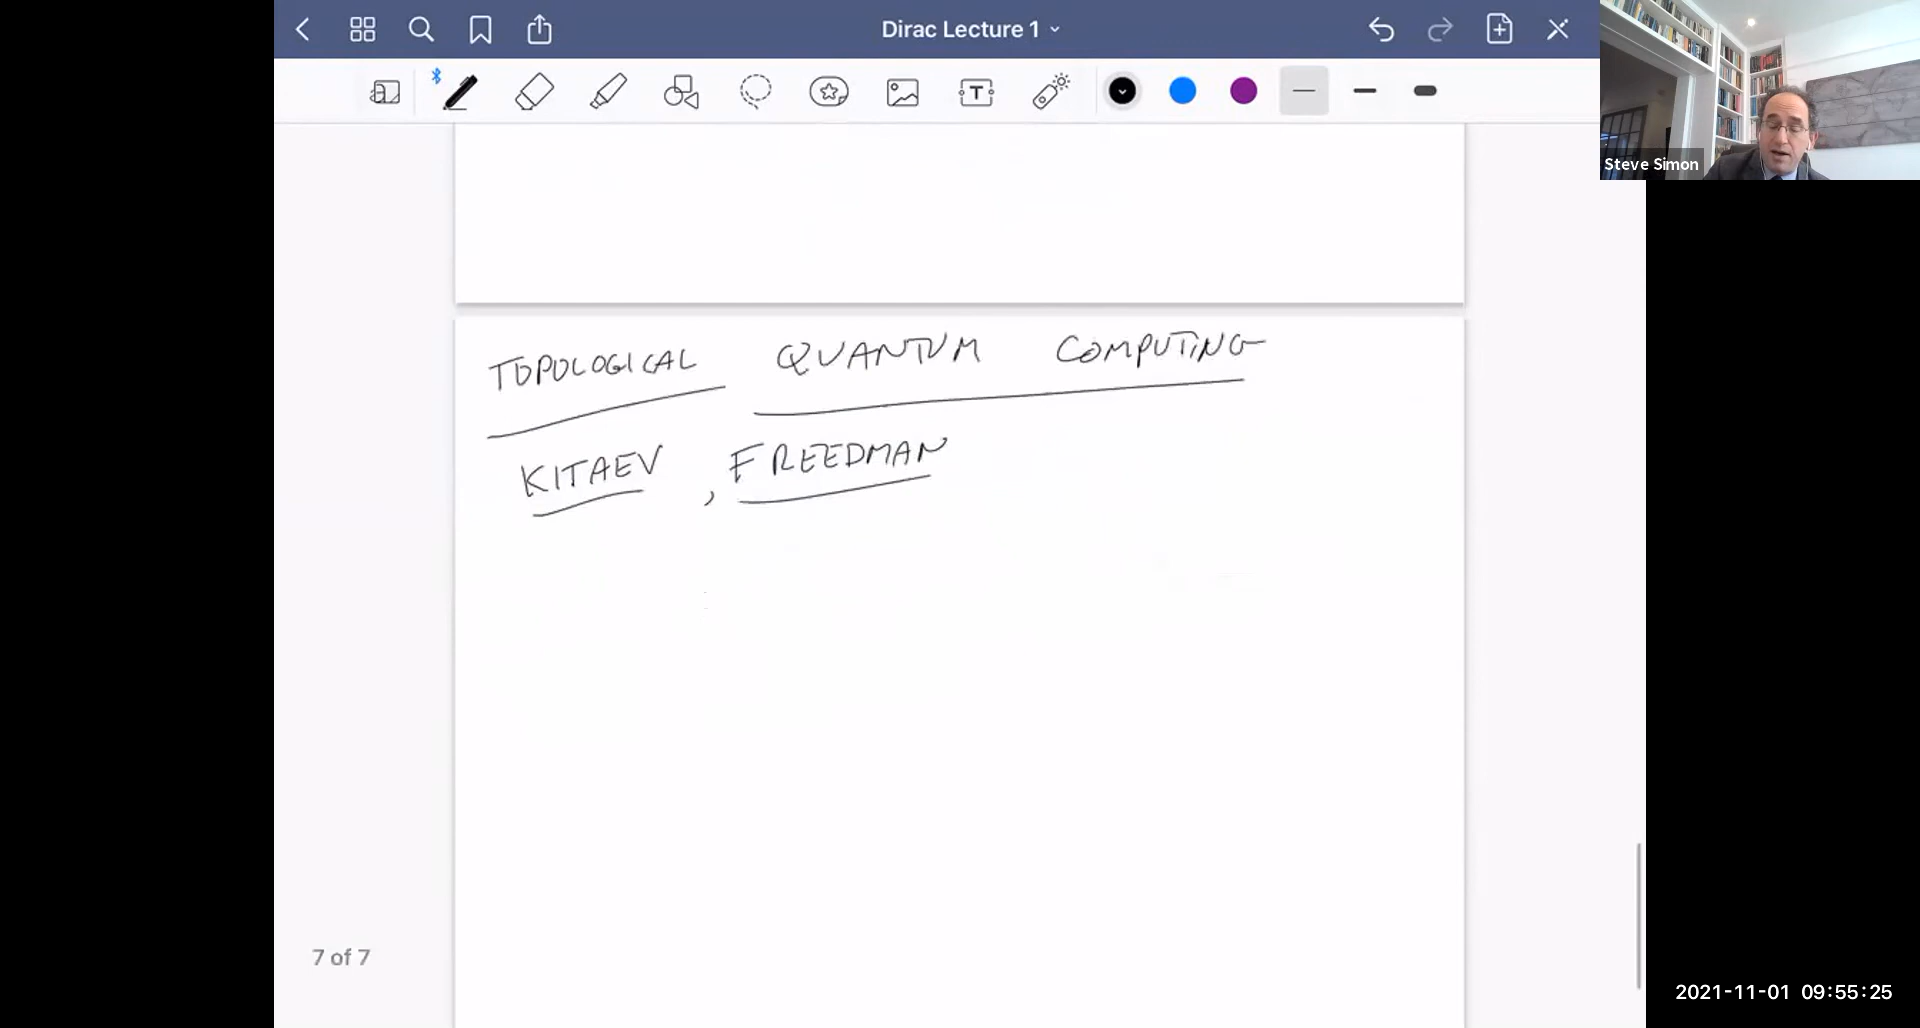 Dirac Lecture 1
T
Steve Simon
TOPOLOGICAL QUANTUM COMPUTING
KITAEV, FREEDMAN
7 of 7
2021-11-01 09:55:25